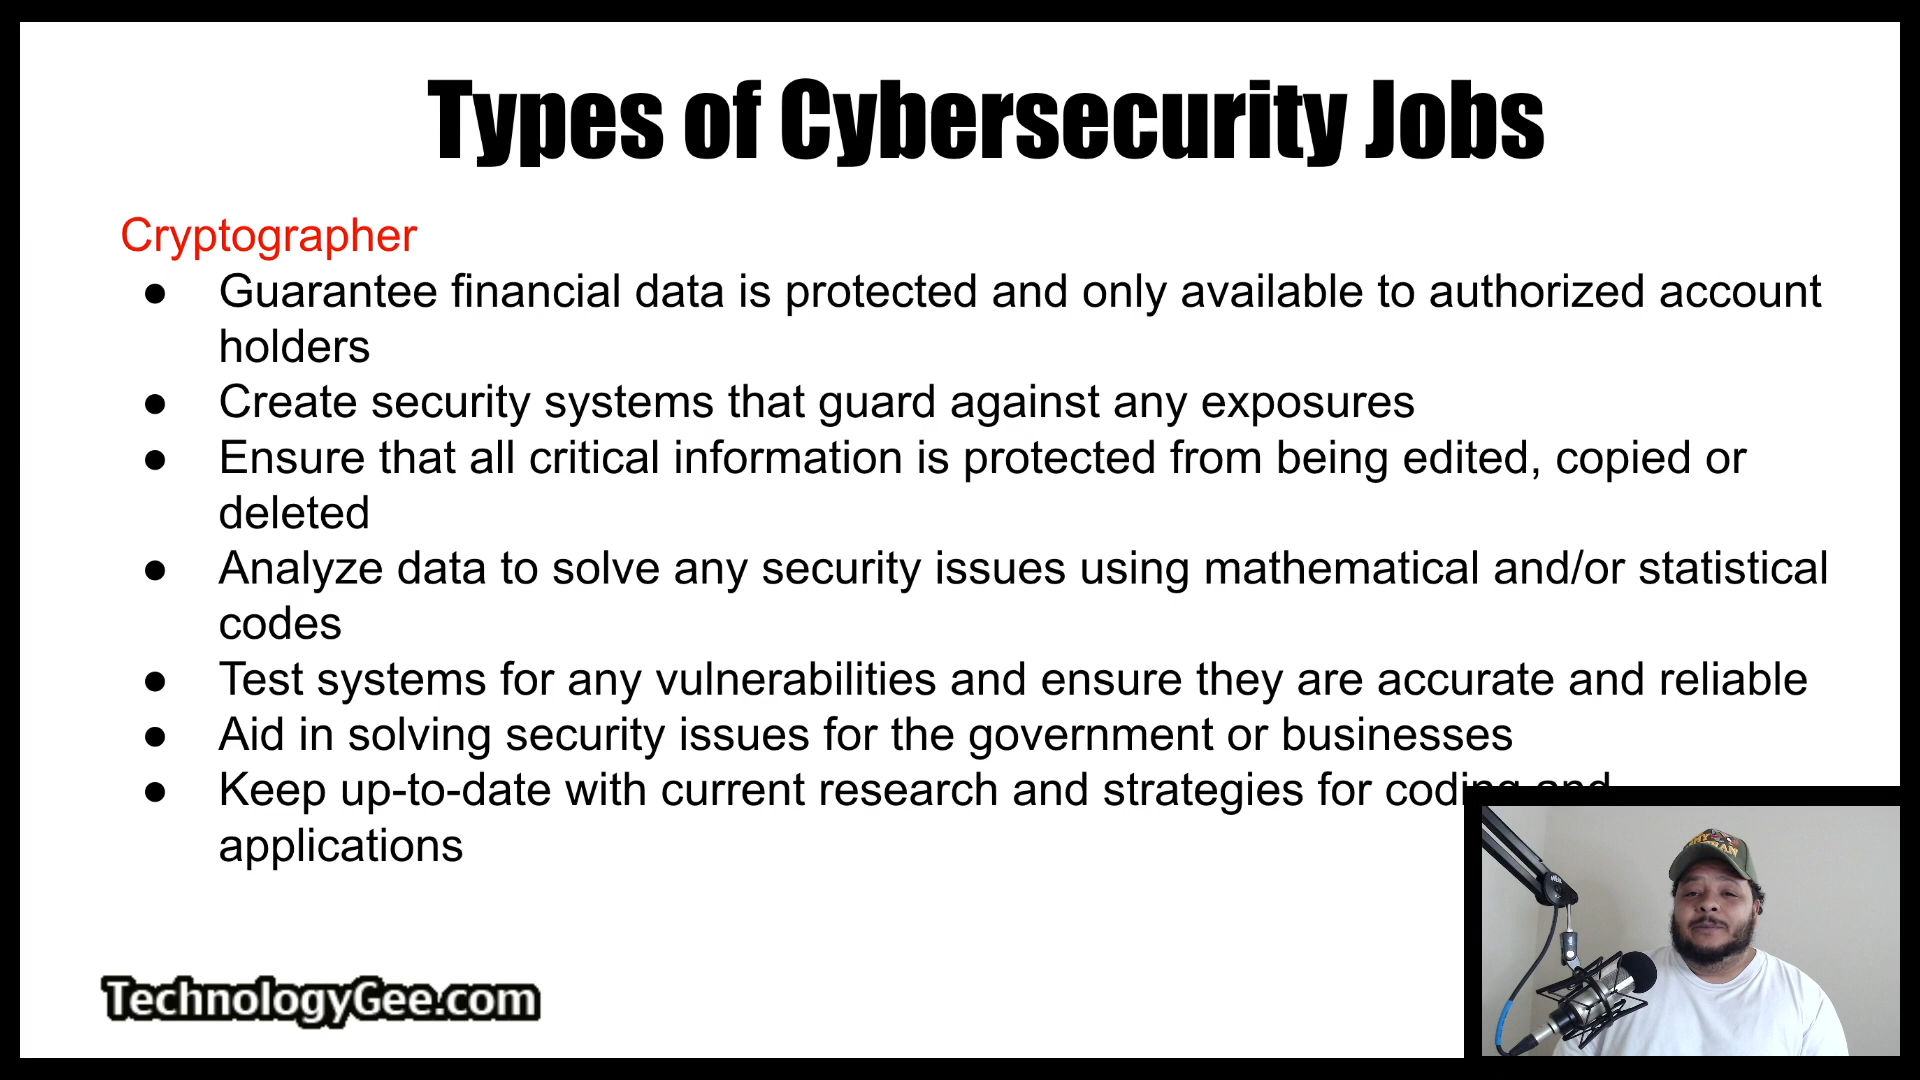 Types of Cybersecurity Jobs
Cryptographer
● Guarantee financial data is protected and only available to authorized account
holders
● Create security systems that guard against any exposures
● Ensure that all critical information is protected from being edited, copied or
deleted
● Analyze data to solve any security issues using mathematical and/or statistical
codes
● Test systems for any vulnerabilities and ensure they are accurate and reliable
● Aid in solving security issues for the government or businesses
● Keep up-to-date with current research and strategies for coding and
applications
TechnologyGee.com